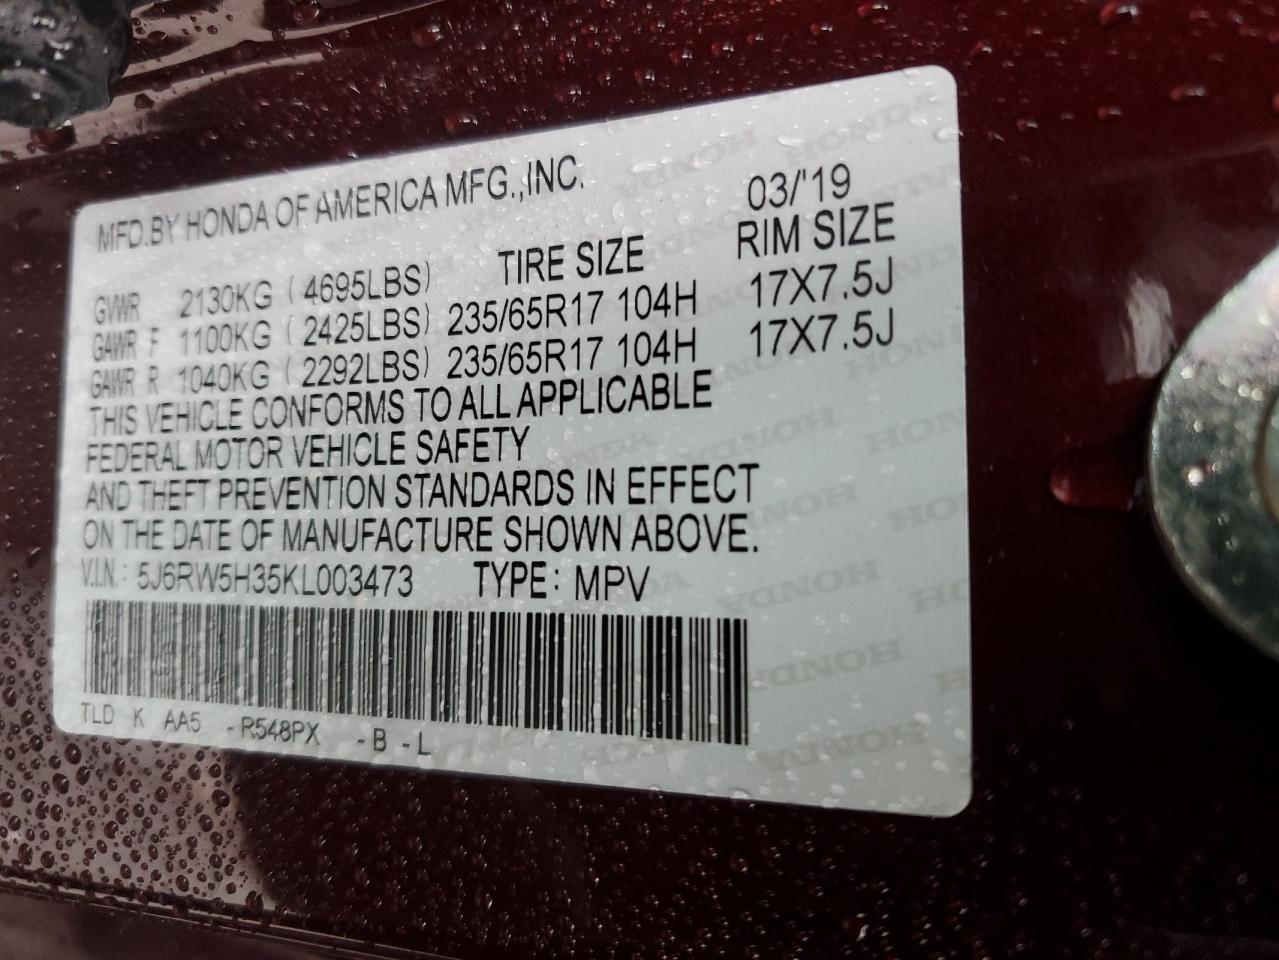 MFD.BY HONDA OF AMERICA MFG.,INC. 03/'19
TIRE SIZE RIM SIZE
GVWR 2130KG (4695LBS)
GAWR F 1100KG (2425LBS) 235/65R17 104H 17X7.5J
GAWR R 1040KG (2292LBS) 235/65R17 104H 17X7.5J
THIS VEHICLE CONFORMS TO ALL APPLICABLE
FEDERAL MOTOR VEHICLE SAFETY
AND THEFT PREVENTION STANDARDS IN EFFECT
ON THE DATE OF MANUFACTURE SHOWN ABOVE.
V.I.N.: 5J6RW5H35KL003473 TYPE: MPV
TLD K AA5 -R548PX -B -L